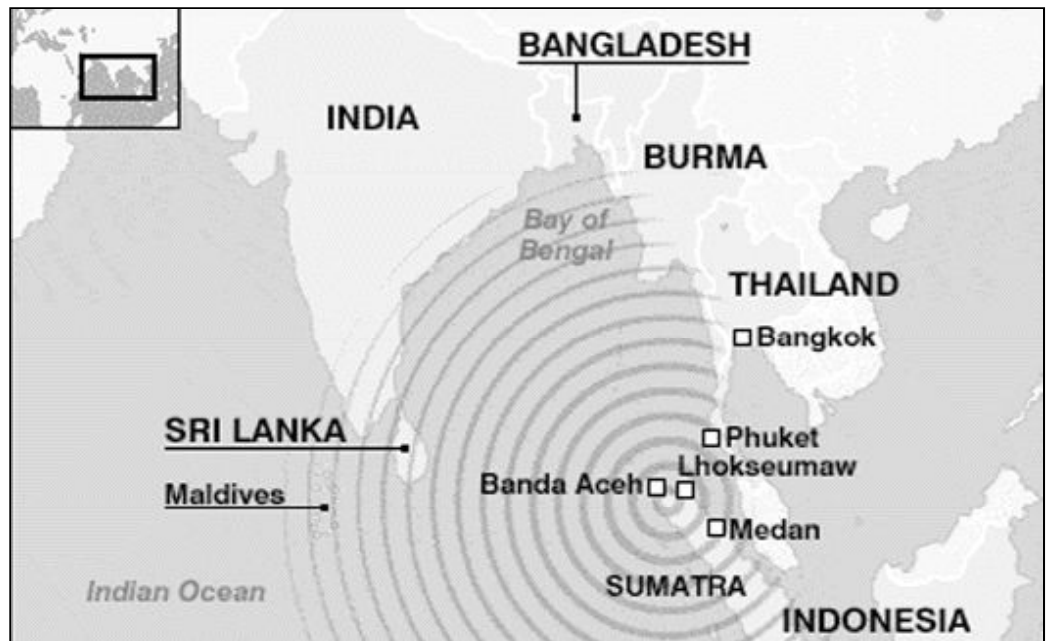 BANGLADESH
INDIA
BURMA
Bay of
Bengal
THAILAND
Bangkok
SRI LANKA
Phuket
Lhokseumaw
Banda Aceh
Maldives
Medan
SUMATRA
Indian Ocean
INDONESIA